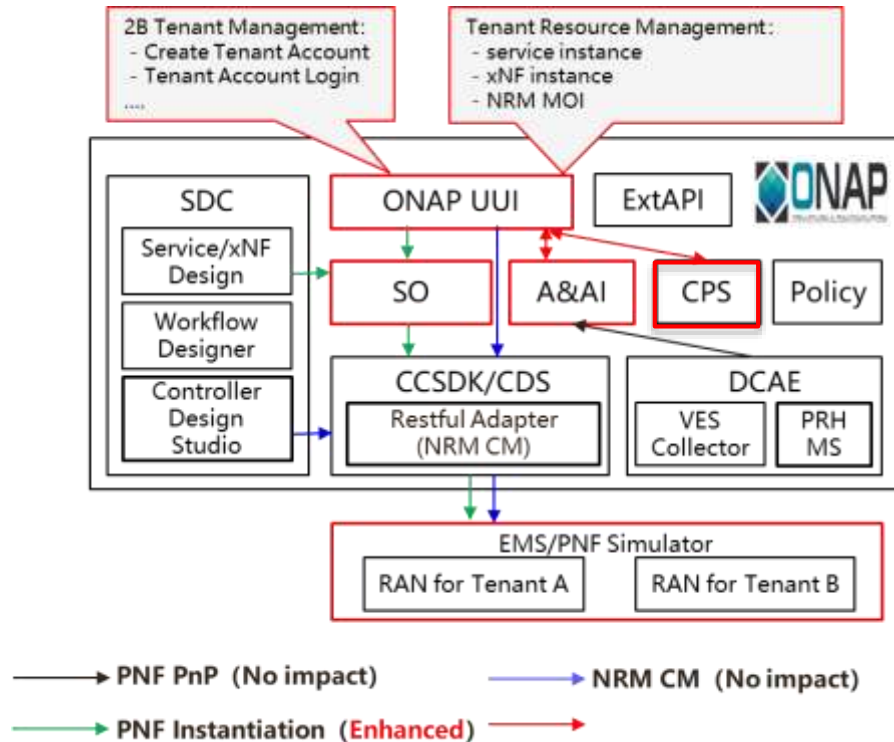 2B Tenant Management:
- Create Tenant Account
- Tenant Account Login
....
Tenant Resource Management:
- service instance
- xNF instance
- NRM MOI
SDC
Service/xNF
Design
Workflow
Designer
Controller
Design
Studio
ONAP UUI
ExtAPI
ONAP
SO
A&AI
CPS
Policy
CCSDK/CDS
Restful Adapter
(NRM CM)
DCAE
VES
Collector
PRH
MS
EMS/PNF Simulator
RAN for Tenant A
RAN for Tenant B
PNF PnP (No impact)
NRM CM (No impact)
PNF Instantiation (Enhanced)